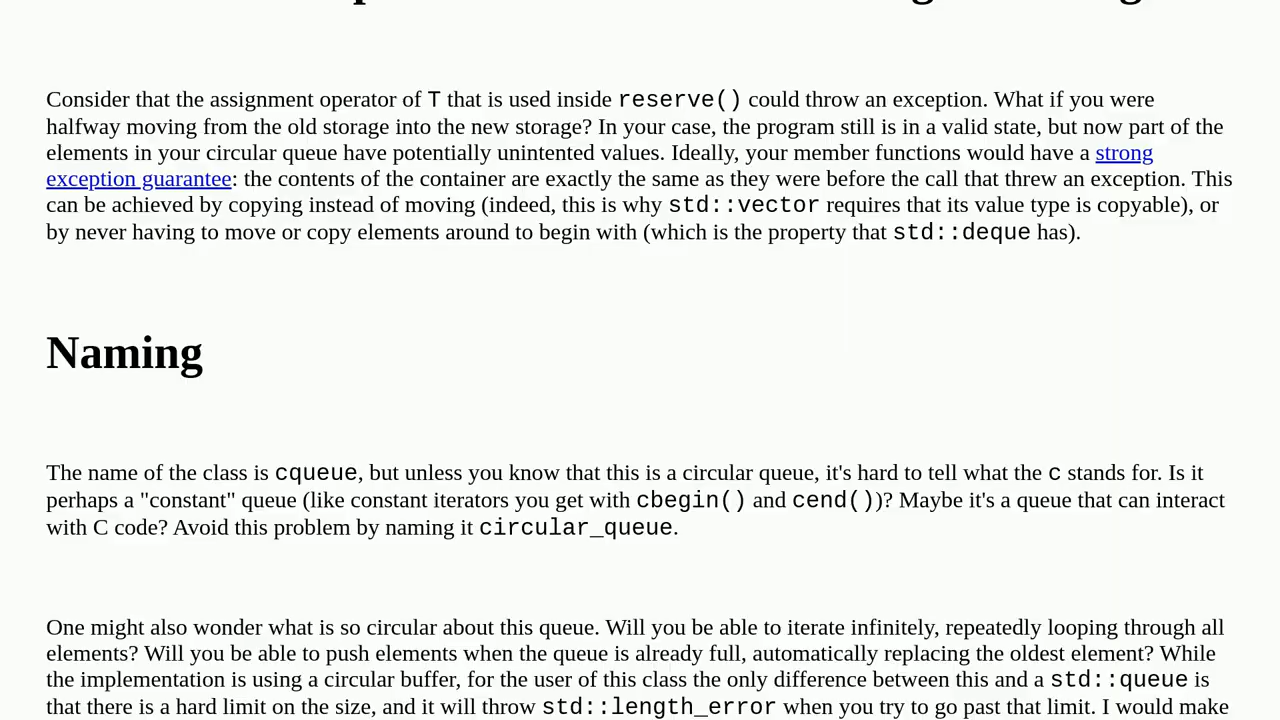 Consider that the assignment operator of T that is used inside reserve() could throw an exception. What if you were
halfway moving from the old storage into the new storage? In your case, the program still is in a valid state, but now part of the
elements in your circular queue have potentially unintented values. Ideally, your member functions would have a strong
exception guarantee: the contents of the container are exactly the same as they were before the call that threw an exception. This
can be achieved by copying instead of moving (indeed, this is why std::vector requires that its value type is copyable), or
by never having to move or copy elements around to begin with (which is the property that std::deque has).
Naming
The name of the class is cqueue, but unless you know that this is a circular queue, it's hard to tell what the c stands for. Is it
perhaps a "constant" queue (like constant iterators you get with cbegin() and cend())? Maybe it's a queue that can interact
with C code? Avoid this problem by naming it circular_queue.
One might also wonder what is so circular about this queue. Will you be able to iterate infinitely, repeatedly looping through all
elements? Will you be able to push elements when the queue is already full, automatically replacing the oldest element? While
the implementation is using a circular buffer, for the user of this class the only difference between this and a std::queue is
that there is a hard limit on the size, and it will throw std::length_error when you try to go past that limit. I would make